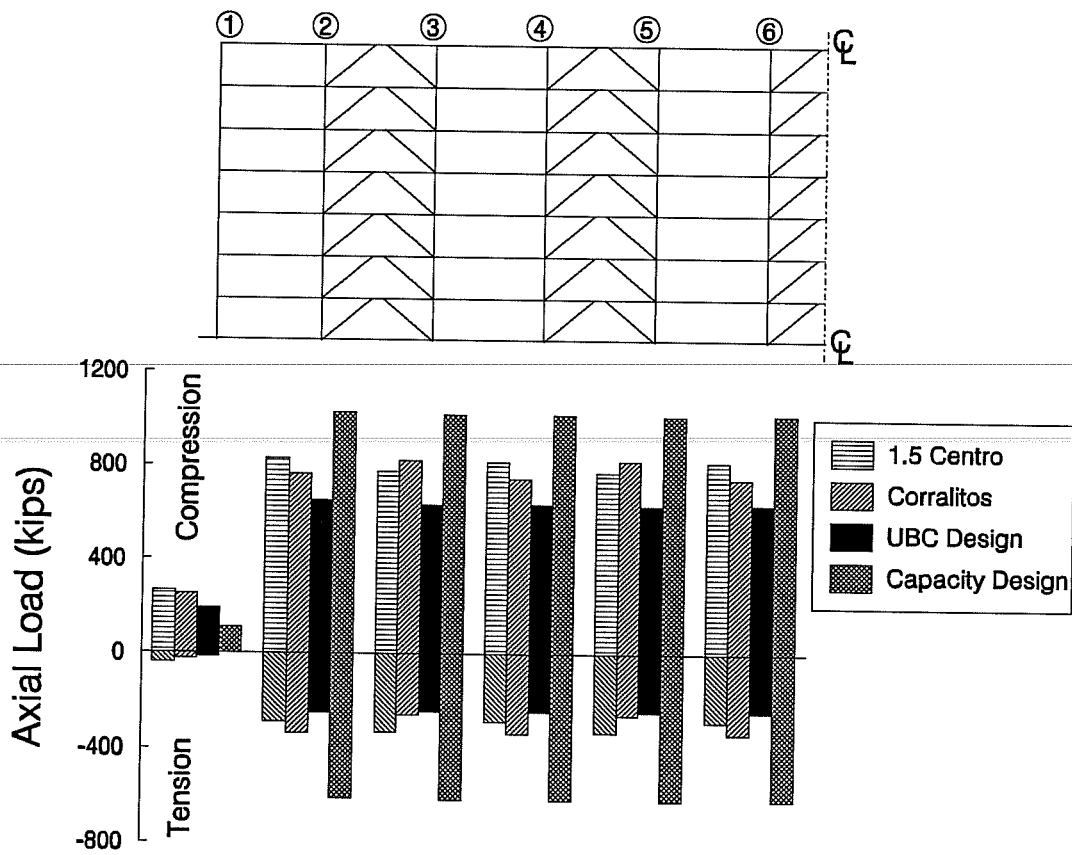 ① ② ③ ④ ⑤ ⑥ ℄
℄
1200
800
400
0
-400
-800
Axial Load (kips)
Compression
Tension
1.5 Centro
Corralitos
UBC Design
Capacity Design